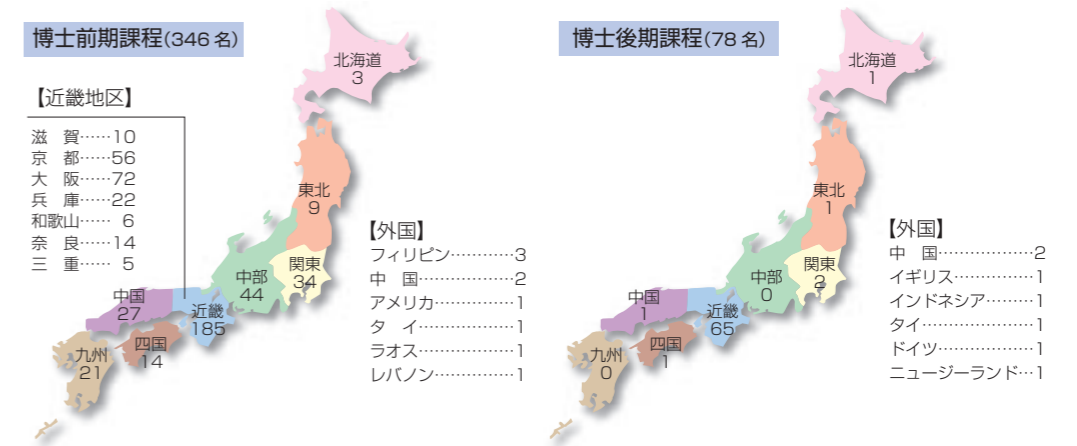 博士前期課程(346 名)
【近畿地区】
滋　賀……10
京　都……56
大　阪……72
兵　庫……22
和歌山…… 6
奈　良……14
三　重…… 5
北海道
3
東北
9
関東
34
中部
44
近畿
185
中国
27
四国
14
九州
21
【外国】
フィリピン…………3
中　国………………2
アメリカ……………1
タ　イ………………1
ラオス………………1
レバノン……………1
博士後期課程(78 名)
北海道
1
東北
1
関東
2
中部
0
近畿
65
中国
1
四国
1
九州
0
【外国】
中　国………………2
イギリス……………1
インドネシア………1
タイ…………………1
ドイツ………………1
ニュージーランド…1